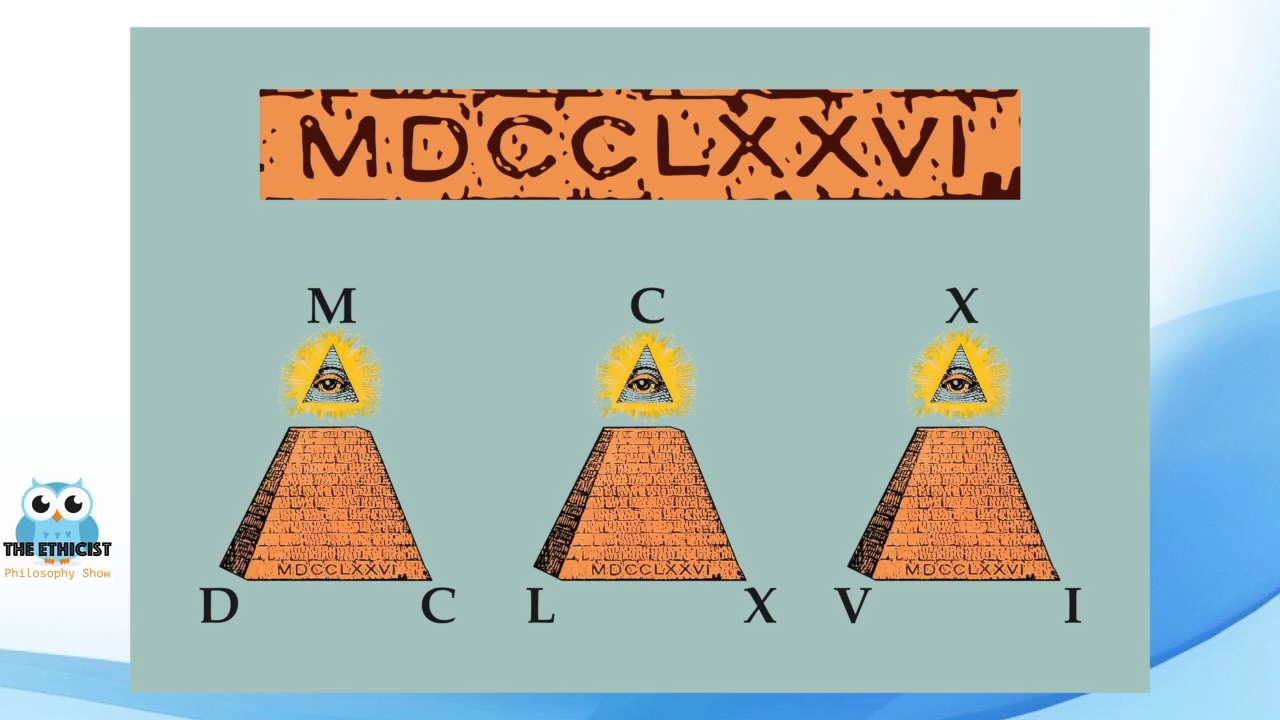 MDCCLXXVI
M C X
MDCCLXXVI MDCCLXXVI MDCCLXXVI
D C L X V I
THE ETHICIST
Philosophy Show